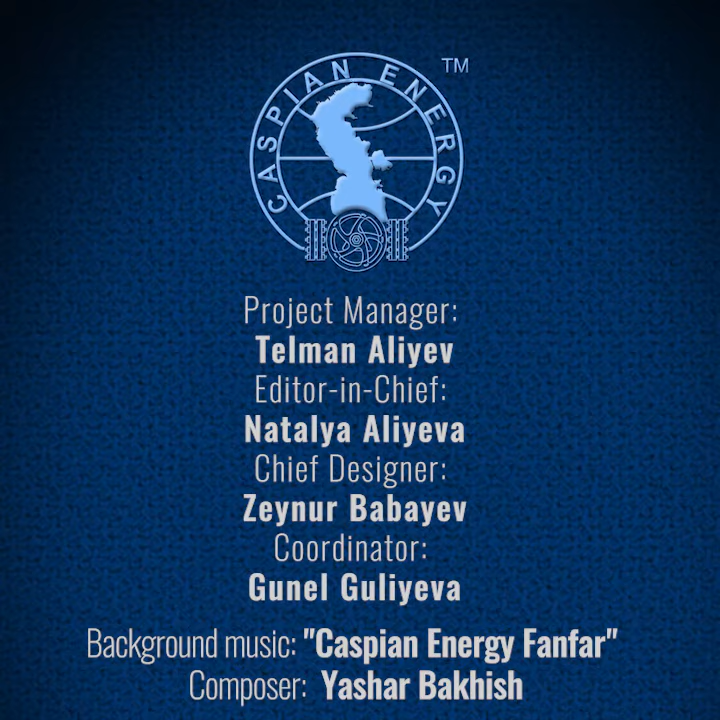 CASPIAN ENERGY
TM
Project Manager:
Telman Aliyev
Editor-in-Chief:
Natalya Aliyeva
Chief Designer:
Zeynur Babayev
Coordinator:
Gunel Guliyeva
Background music: "Caspian Energy Fanfar"
Composer: Yashar Bakhish